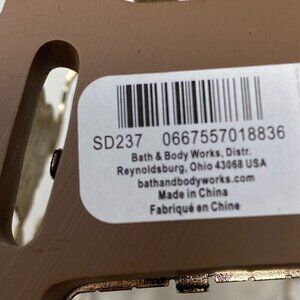 SD237 0667557018836
Bath & Body Works, Distr.
Reynoldsburg, Ohio 43068 USA
bathandbodyworks.com
Made in China
Fabriqué en Chine